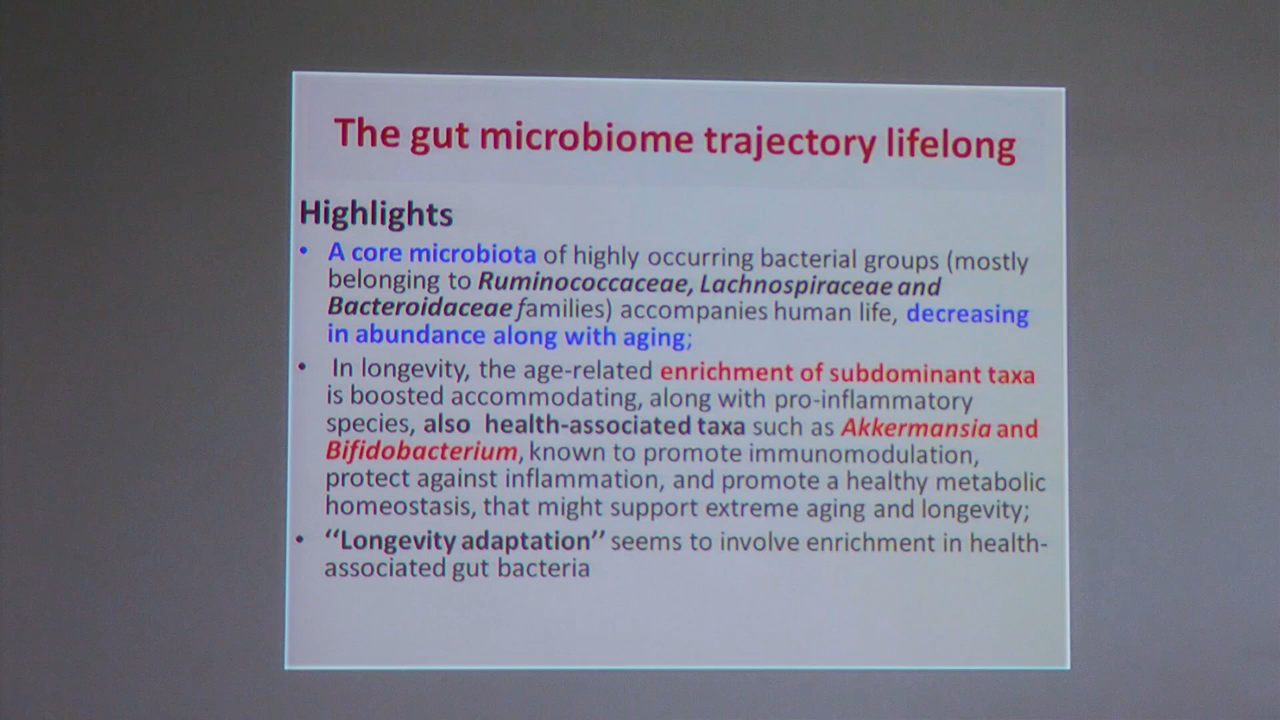 The gut microbiome trajectory lifelong
Highlights
• A core microbiota of highly occurring bacterial groups (mostly
belonging to Ruminococcaceae, Lachnospiraceae and
Bacteroidaceae families) accompanies human life, decreasing
in abundance along with aging;
• In longevity, the age-related enrichment of subdominant taxa
is boosted accommodating, along with pro-inflammatory
species, also health-associated taxa such as Akkermansia and
Bifidobacterium, known to promote immunomodulation,
protect against inflammation, and promote a healthy metabolic
homeostasis, that might support extreme aging and longevity;
• ‘‘Longevity adaptation’’ seems to involve enrichment in health-
associated gut bacteria